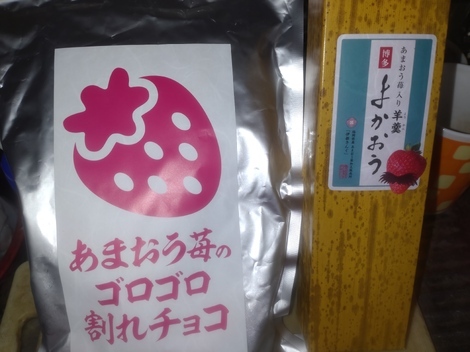 あまおう苺の
ゴロゴロ
割れチョコ
博多
あまおう苺入り羊羹
よかおう